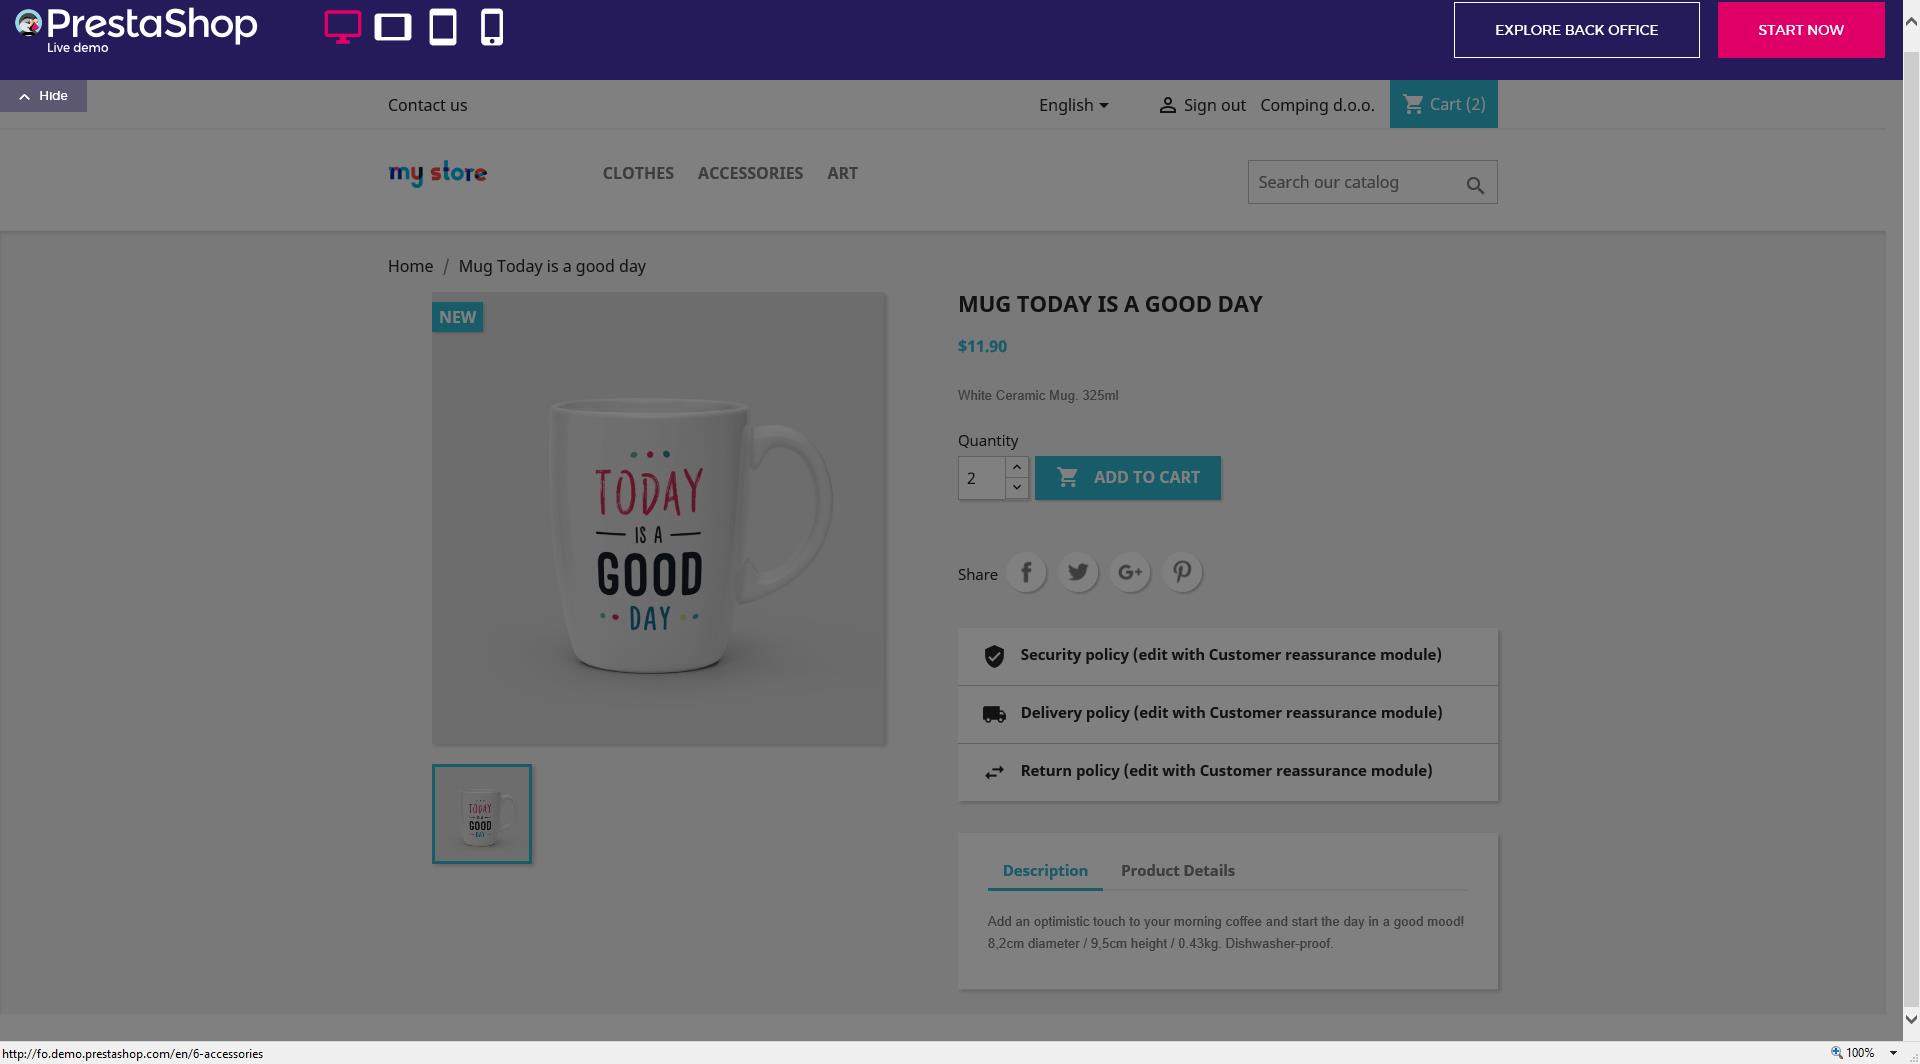 PrestaShop
Live demo
EXPLORE BACK OFFICE
START NOW
Hide
Contact us
English
Sign out
Comping d.o.o.
Cart (2)
my store
CLOTHES
ACCESSORIES
ART
Search our catalog
Home / Mug Today is a good day
NEW
TODAY
IS A
GOOD
DAY
MUG TODAY IS A GOOD DAY
$11.90
White Ceramic Mug. 325ml
Quantity
2
ADD TO CART
Share
G+
Security policy (edit with Customer reassurance module)
Delivery policy (edit with Customer reassurance module)
Return policy (edit with Customer reassurance module)
TODAY
IS A
GOOD
DAY
Description
Product Details
Add an optimistic touch to your morning coffee and start the day in a good mood!
8,2cm diameter / 9,5cm height / 0.43kg. Dishwasher-proof.
http://fo.demo.prestashop.com/en/6-accessories
100%